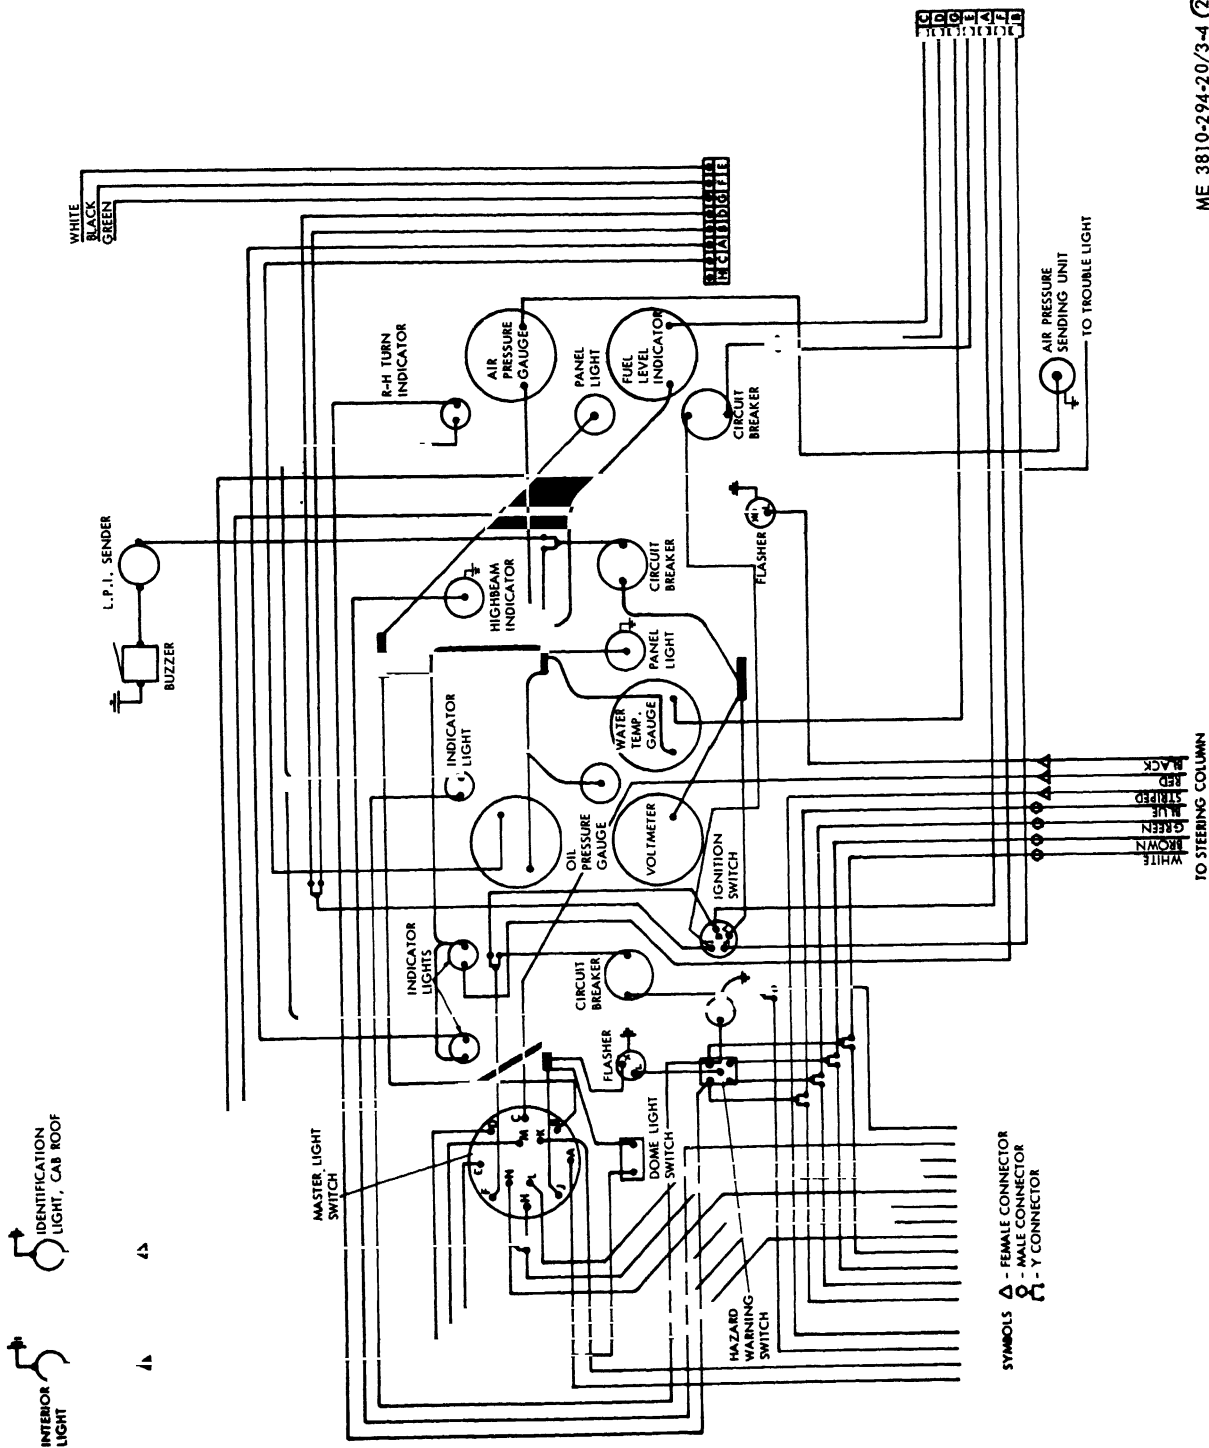 ME 3810-294-20/3-4 (2
C
D
G
E
A
F
B
WHITE
BLACK
GREEN
H C A B D G F E
AIR PRESSURE
SENDING UNIT
TO TROUBLE LIGHT
R-H TURN
INDICATOR
AIR
PRESSURE
GAUGE
PANEL
LIGHT
FUEL
LEVEL
INDICATOR
CIRCUIT
BREAKER
L.P.I. SENDER
BUZZER
HIGHBEAM
INDICATOR
CIRCUIT
BREAKER
FLASHER
PANEL
LIGHT
INDICATOR
LIGHT
WATER
TEMP.
GAUGE
OIL
PRESSURE
GAUGE
VOLTMETER
IGNITION
SWITCH
BLACK
RED
STRIPED
BLUE
GREEN
BROWN
WHITE
TO STEERING COLUMN
INDICATOR
LIGHTS
CIRCUIT
BREAKER
FLASHER
MASTER LIGHT
SWITCH
C
M
K
E
N
L
A
F
H
J
DOME LIGHT
SWITCH
HAZARD
WARNING
SWITCH
IDENTIFICATION
LIGHT, CAB ROOF
INTERIOR
LIGHT
SYMBOLS
- FEMALE CONNECTOR
- MALE CONNECTOR
- Y CONNECTOR